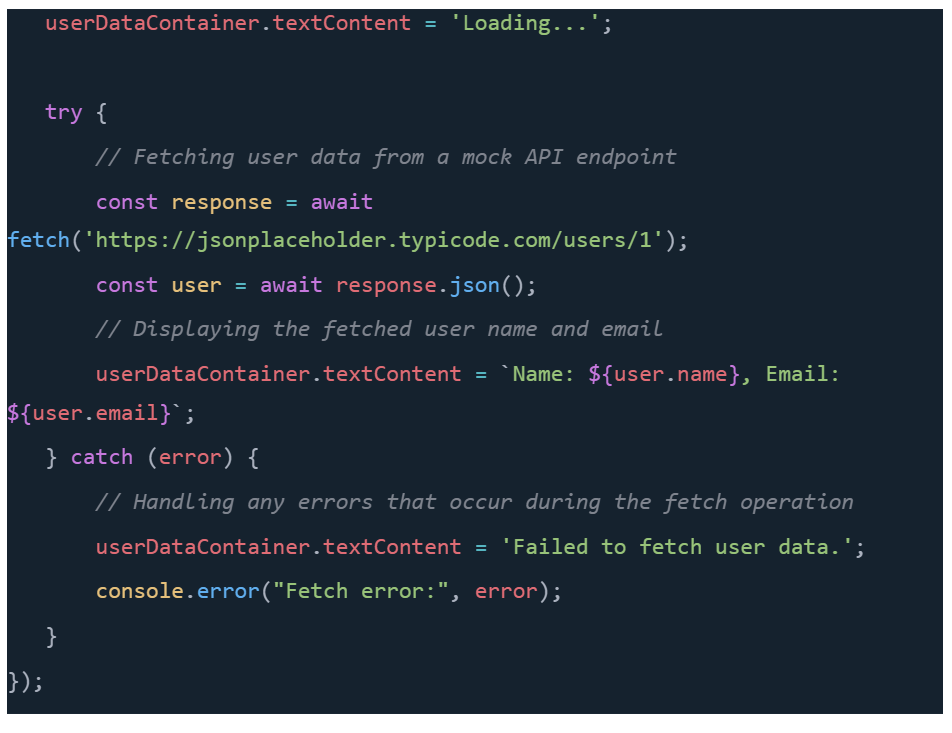 userDataContainer.textContent = 'Loading...';
try {
// Fetching user data from a mock API endpoint
const response = await
fetch('https://jsonplaceholder.typicode.com/users/1');
const user = await response.json();
// Displaying the fetched user name and email
userDataContainer.textContent = `Name: ${user.name}, Email:
${user.email}`;
} catch (error) {
// Handling any errors that occur during the fetch operation
userDataContainer.textContent = 'Failed to fetch user data.';
console.error("Fetch error:", error);
}
});